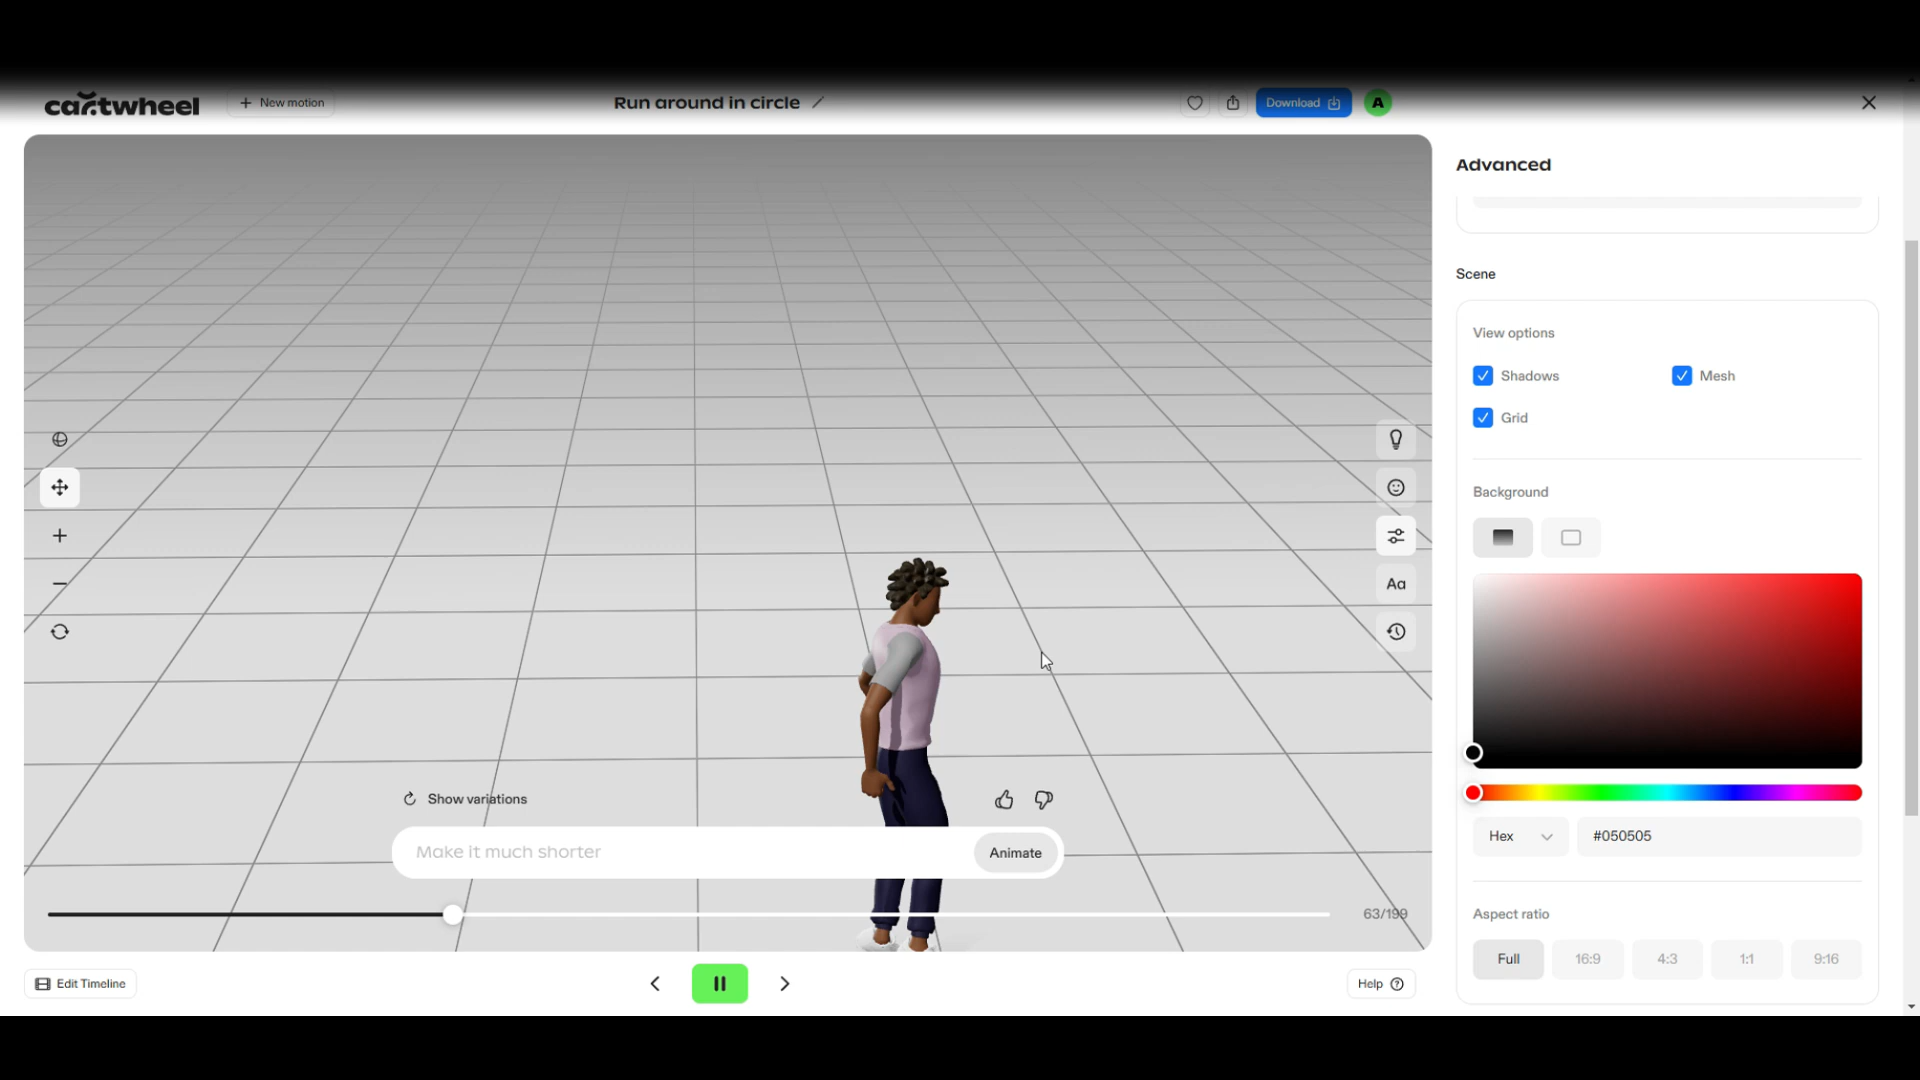 cartwheel
+ New motion
Run around in circle
Download
A
Advanced
Scene
View options
Shadows
Mesh
Grid
Background
Aa
Hex
#050505
Show variations
Make it much shorter
Animate
63/199
Aspect ratio
Full
16:9
4:3
1:1
9:16
Edit Timeline
Help